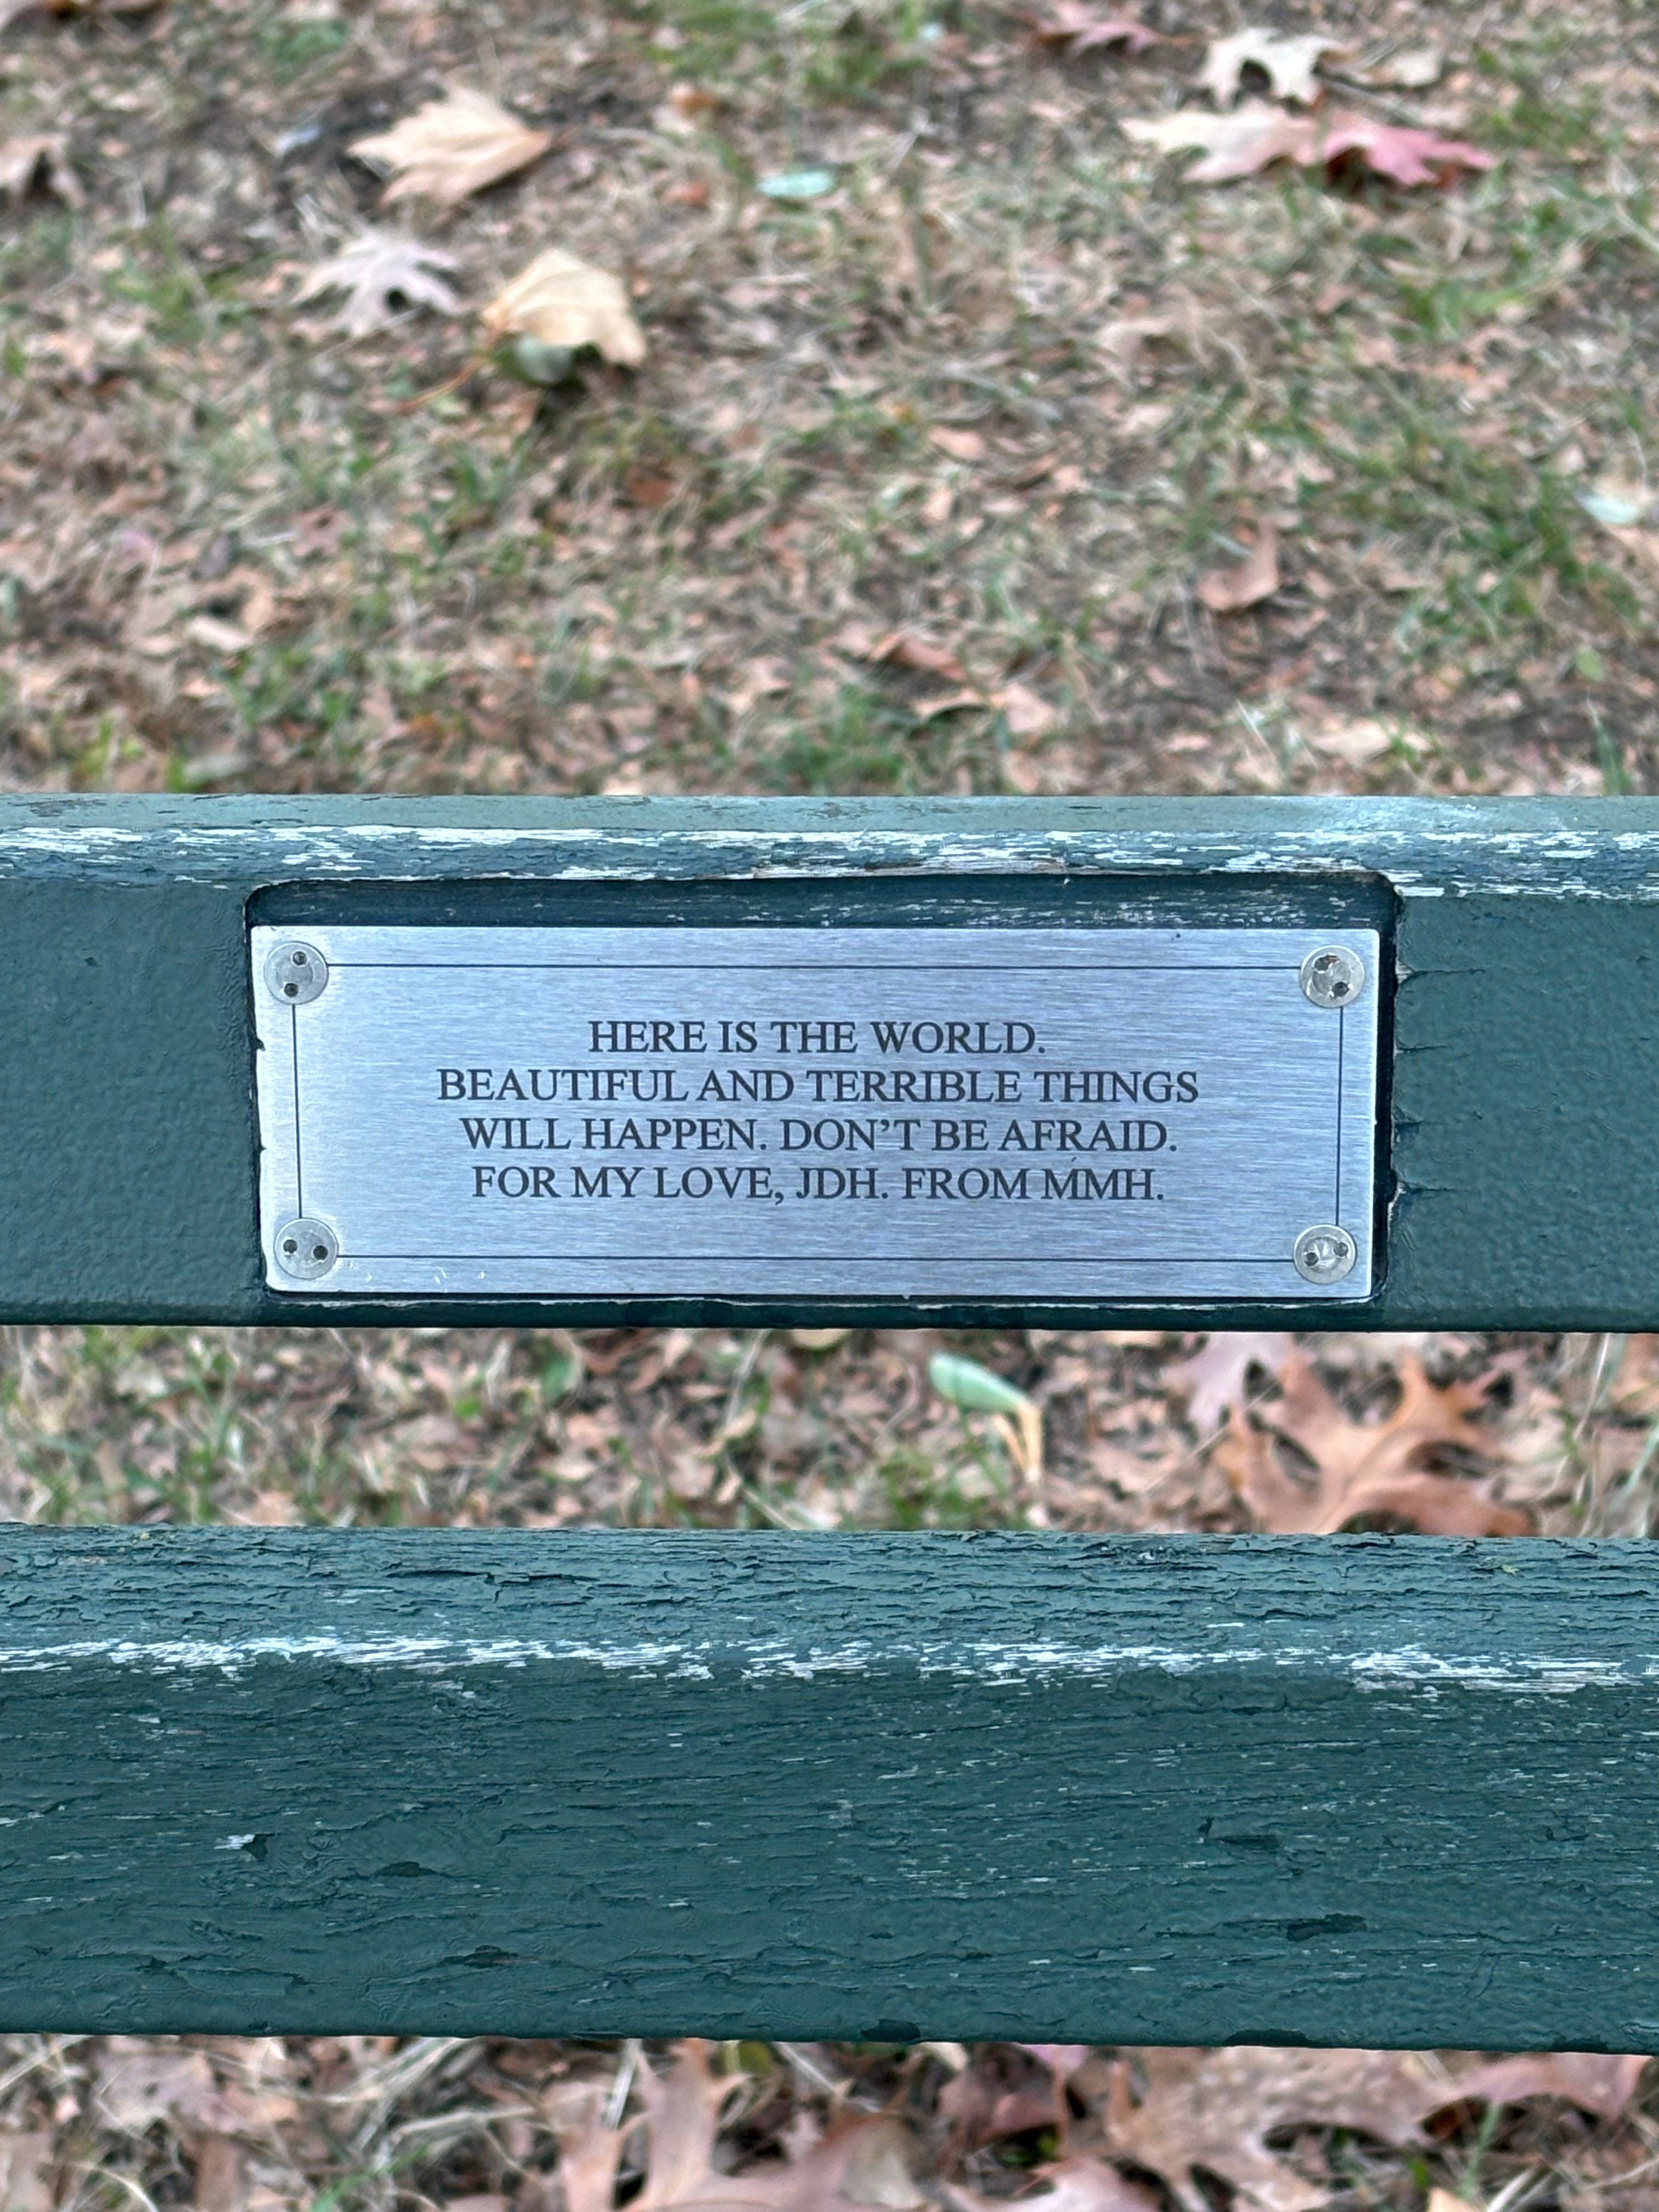 HERE IS THE WORLD.
BEAUTIFUL AND TERRIBLE THINGS
WILL HAPPEN. DON’T BE AFRAID.
FOR MY LOVE, JDH. FROM MMH.